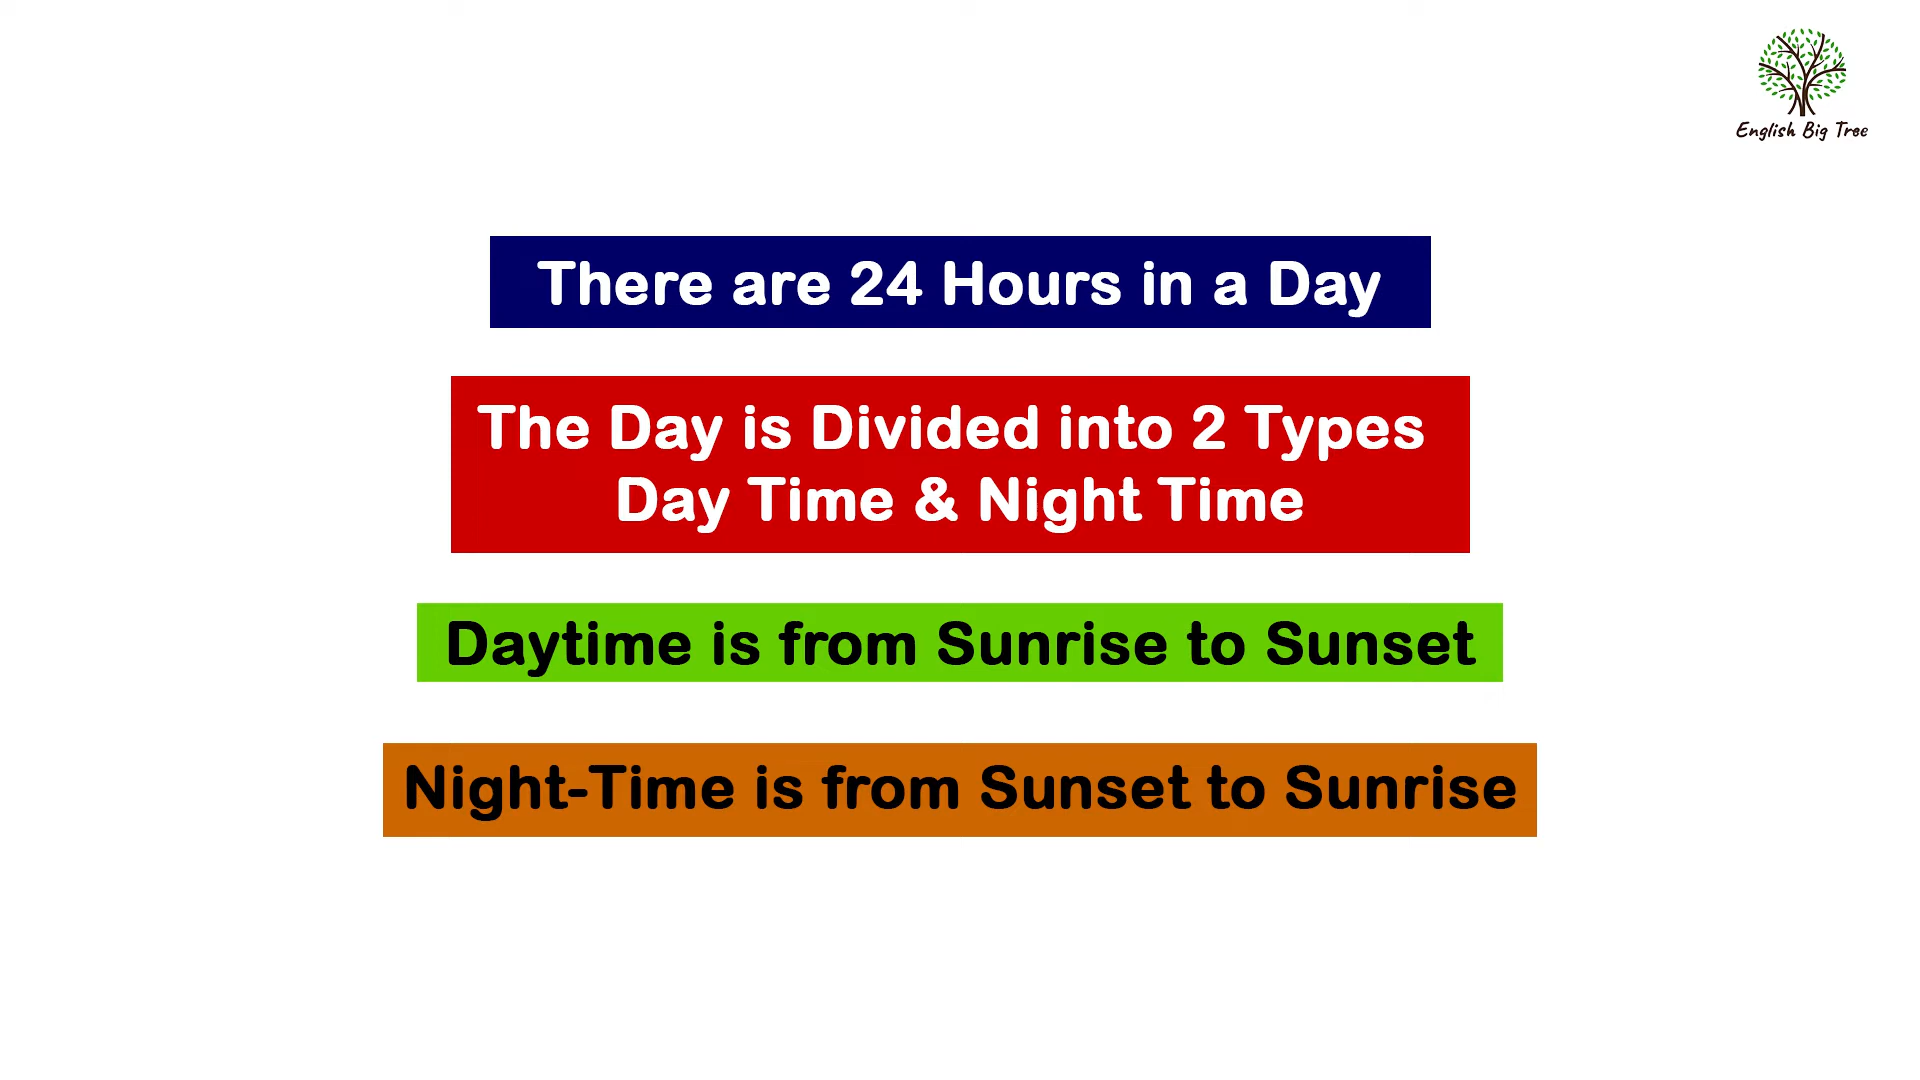 English Big Tree
There are 24 Hours in a Day
The Day is Divided into 2 Types
Day Time & Night Time
Daytime is from Sunrise to Sunset
Night-Time is from Sunset to Sunrise